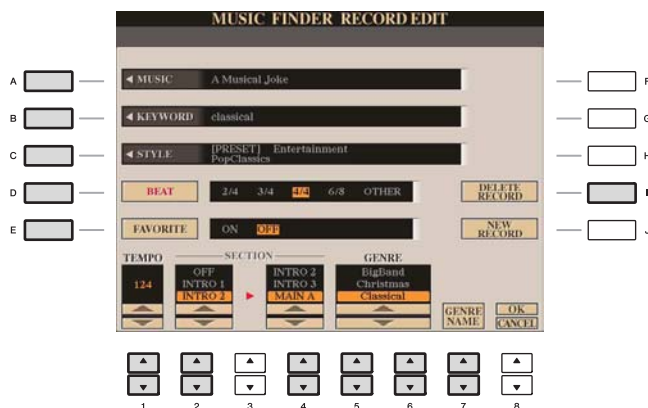 MUSIC FINDER RECORD EDIT
A
◄ MUSIC A Musical Joke
B
◄ KEYWORD classical
G
C
◄ STYLE [PRESET] Entertainment
PopClassics
H
D
BEAT 2/4 3/4 4/4 6/8 OTHER
DELETE
RECORD
E
FAVORITE ON OFF
NEW
RECORD
J
TEMPO SECTION GENRE
124
OFF
INTRO 1
INTRO 2
INTRO 2
INTRO 3
MAIN A
BigBand
Christmas
Classical
GENRE
NAME
OK
CANCEL
1 2 3 4 5 6 7 8